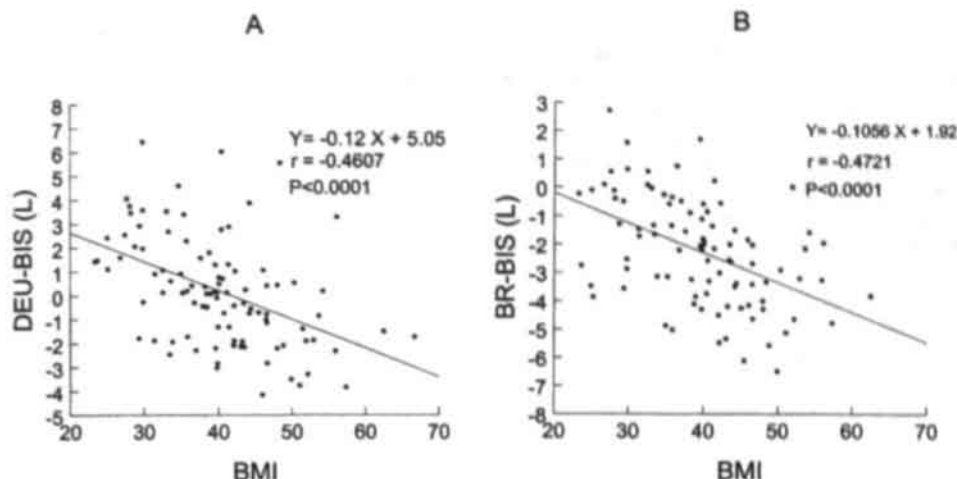 A
DEU-BIS (L)
8
7
6
5
4
3
2
1
0
-1
-2
-3
-4
-5
Y= -0.12 X + 5.05
r = -0.4607
P<0.0001
20 30 40 50 60 70
BMI
B
BR-BIS (L)
3
2
1
0
-1
-2
-3
-4
-5
-6
-7
-8
Y= -0.1056 X + 1.92
r = -0.4721
P<0.0001
20 30 40 50 60 70
BMI